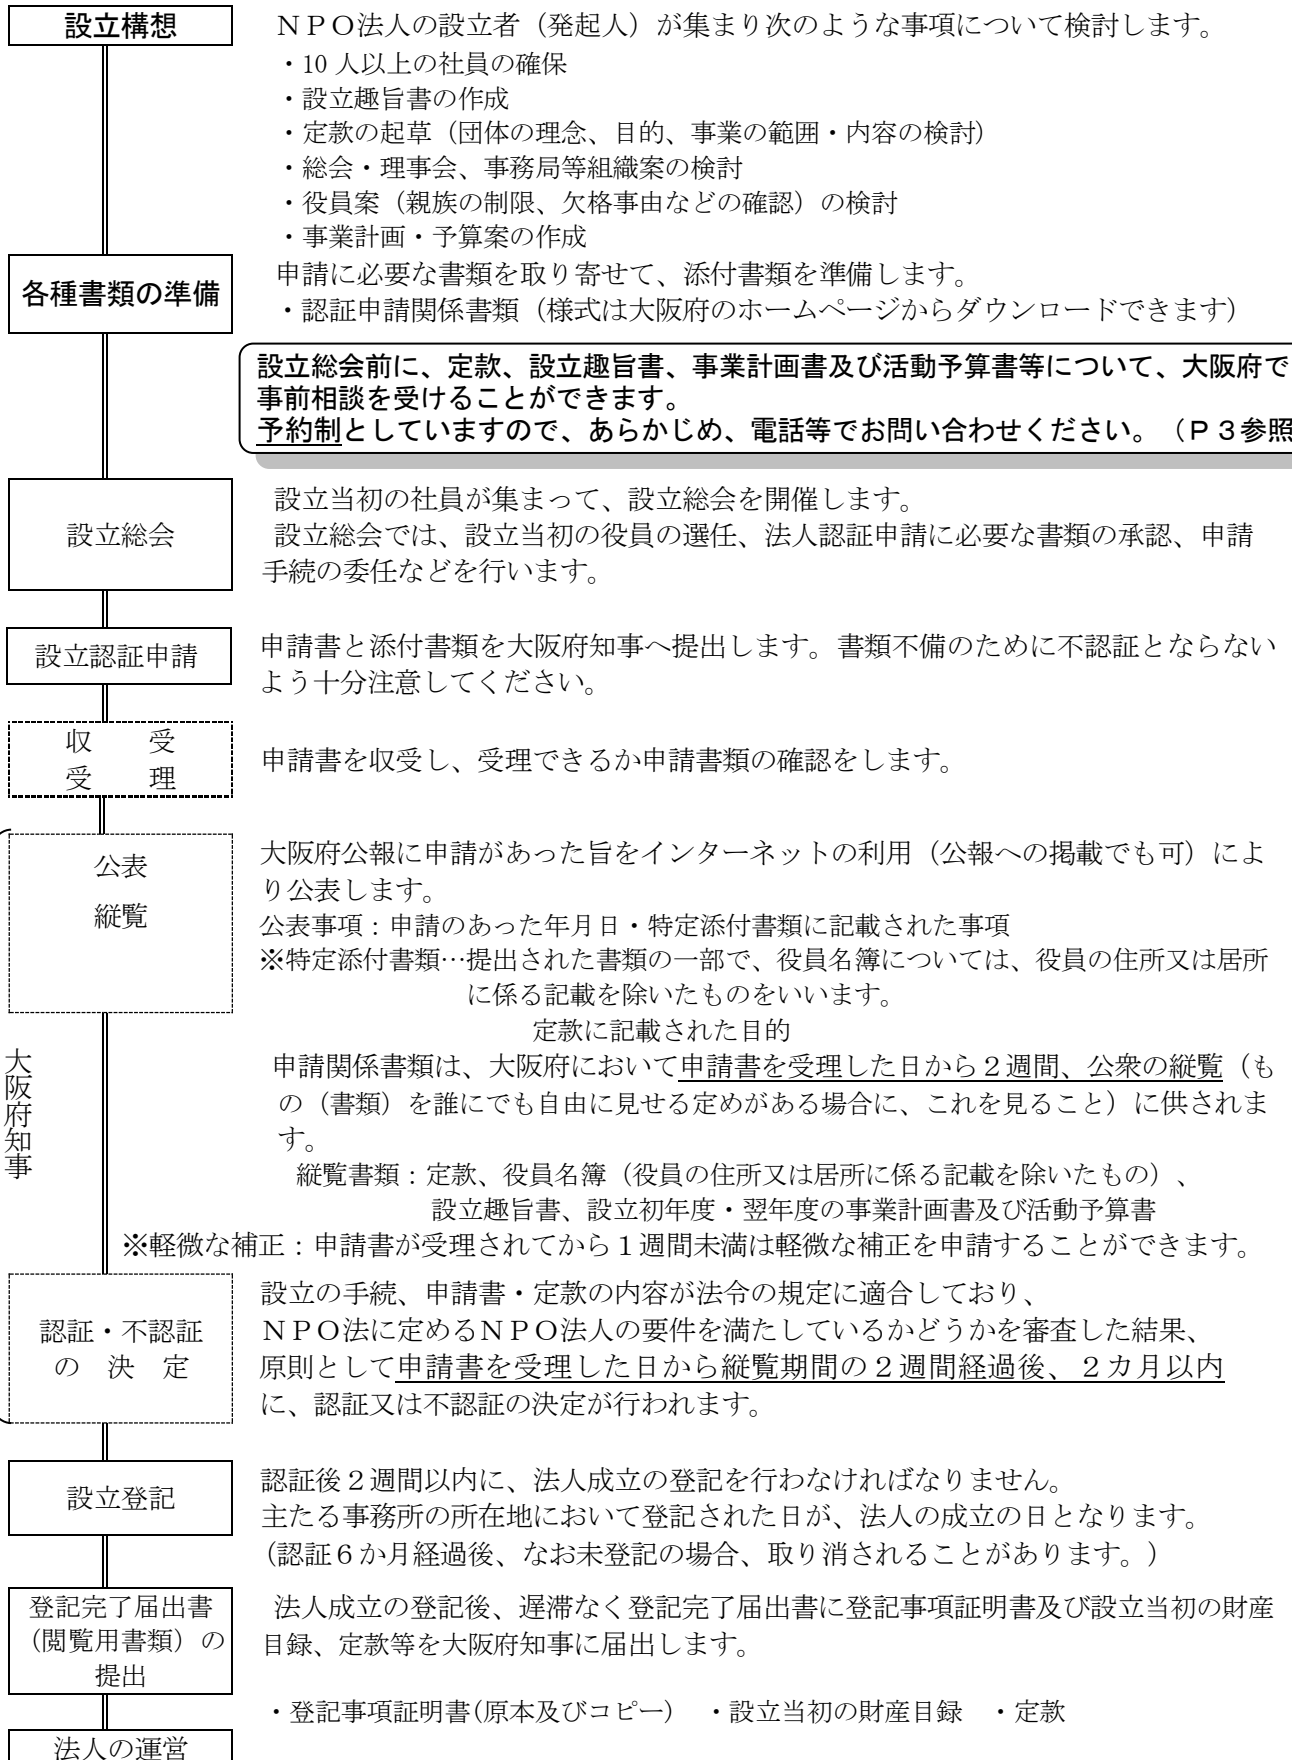 設立構想
ＮＰＯ法人の設立者（発起人）が集まり次のような事項について検討します。
・10 人以上の社員の確保
・設立趣旨書の作成
・定款の起草（団体の理念、目的、事業の範囲・内容の検討）
・総会・理事会、事務局等組織案の検討
・役員案（親族の制限、欠格事由などの確認）の検討
・事業計画・予算案の作成
各種書類の準備
申請に必要な書類を取り寄せて、添付書類を準備します。
・認証申請関係書類（様式は大阪府のホームページからダウンロードできます）
設立総会前に、定款、設立趣旨書、事業計画書及び活動予算書等について、大阪府で
事前相談を受けることができます。
予約制としていますので、あらかじめ、電話等でお問い合わせください。（Ｐ３参照
設立総会
設立当初の社員が集まって、設立総会を開催します。
設立総会では、設立当初の役員の選任、法人認証申請に必要な書類の承認、申請
手続の委任などを行います。
設立認証申請
申請書と添付書類を大阪府知事へ提出します。書類不備のために不認証とならない
よう十分注意してください。
収　受
受　理
申請書を収受し、受理できるか申請書類の確認をします。
公表
縦覧
大阪府公報に申請があった旨をインターネットの利用（公報への掲載でも可）によ
り公表します。
公表事項：申請のあった年月日・特定添付書類に記載された事項
※特定添付書類…提出された書類の一部で、役員名簿については、役員の住所又は居所
に係る記載を除いたものをいいます。
定款に記載された目的
申請関係書類は、大阪府において申請書を受理した日から２週間、公衆の縦覧（も
の（書類）を誰にでも自由に見せる定めがある場合に、これを見ること）に供されま
す。
縦覧書類：定款、役員名簿（役員の住所又は居所に係る記載を除いたもの）、
設立趣旨書、設立初年度・翌年度の事業計画書及び活動予算書
※軽微な補正：申請書が受理されてから１週間未満は軽微な補正を申請することができます。
大阪府知事
認証・不認証
の　決　定
設立の手続、申請書・定款の内容が法令の規定に適合しており、
ＮＰＯ法に定めるＮＰＯ法人の要件を満たしているかどうかを審査した結果、
原則として申請書を受理した日から縦覧期間の２週間経過後、２カ月以内
に、認証又は不認証の決定が行われます。
設立登記
認証後２週間以内に、法人成立の登記を行わなければなりません。
主たる事務所の所在地において登記された日が、法人の成立の日となります。
（認証６か月経過後、なお未登記の場合、取り消されることがあります。）
登記完了届出書
（閲覧用書類）の
提出
法人成立の登記後、遅滞なく登記完了届出書に登記事項証明書及び設立当初の財産
目録、定款等を大阪府知事に届出します。
・登記事項証明書(原本及びコピー)　・設立当初の財産目録　・定款
法人の運営